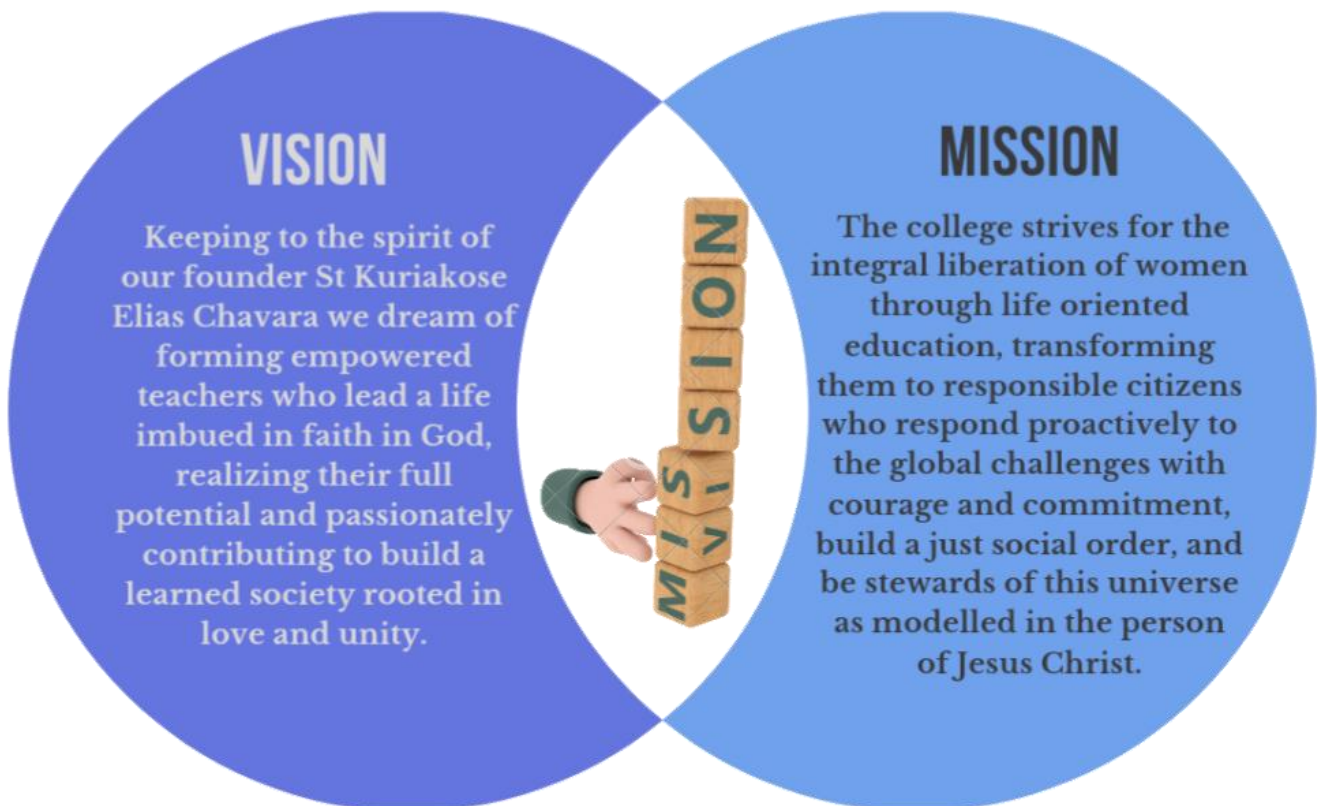 VISION
Keeping to the spirit of
our founder St Kuriakose
Elias Chavara we dream of
forming empowered
teachers who lead a life
imbued in faith in God,
realizing their full
potential and passionately
contributing to build a
learned society rooted in
love and unity.
MISSION
VISION
MISSION
The college strives for the
integral liberation of women
through life oriented
education, transforming
them to responsible citizens
who respond proactively to
the global challenges with
courage and commitment,
build a just social order, and
be stewards of this universe
as modelled in the person
of Jesus Christ.